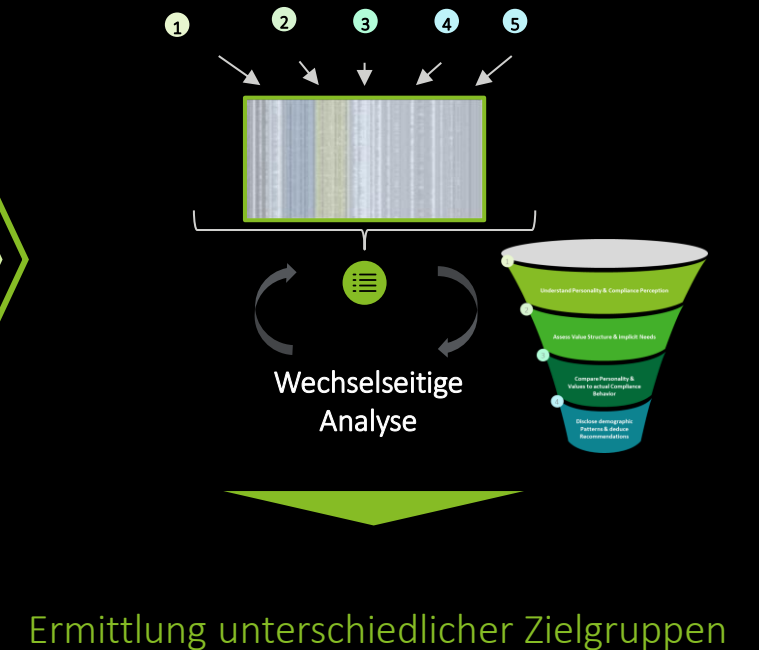 1 2 3 4 5
1
Understand Personality & Compliance Perception
2
Assess Value Structure & Implicit Needs
3
Compare Personality &
Values to actual Compliance
Behavior
4
Disclose demographic
Patterns & deduce
Recommendations
Wechselseitige
Analyse
Ermittlung unterschiedlicher Zielgruppen